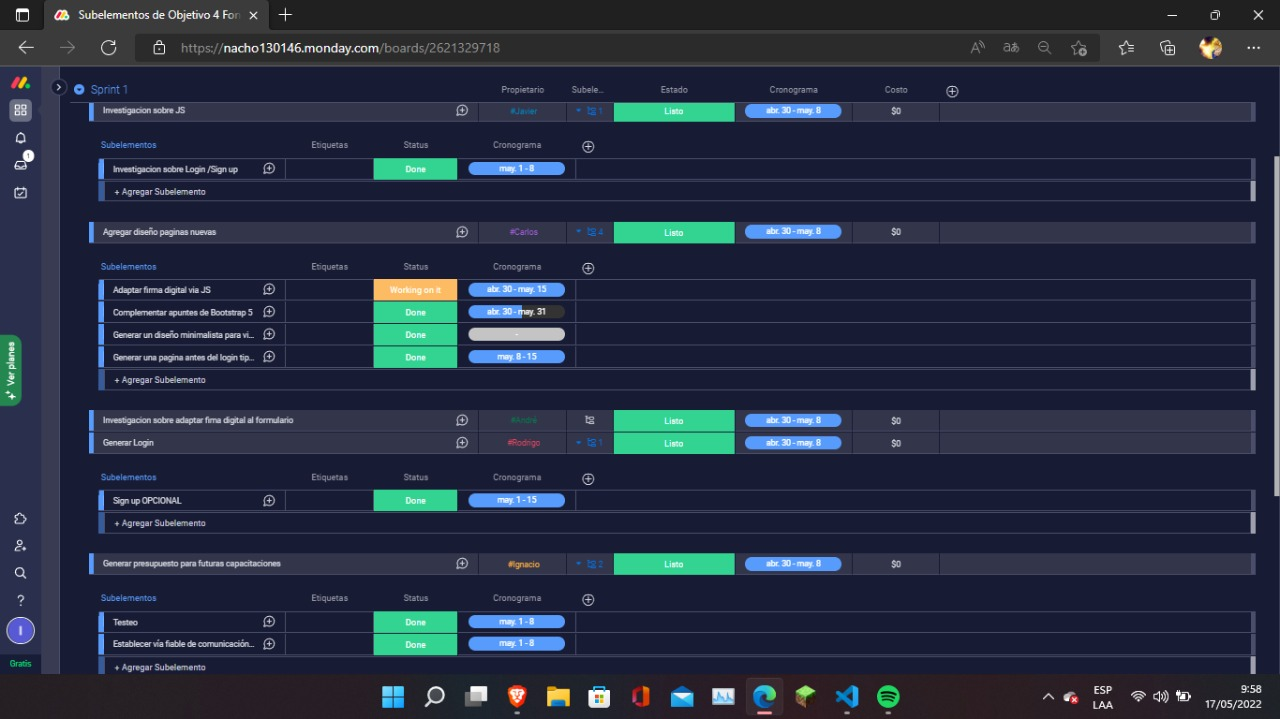 Subelementos de Objetivo 4 For
https://nacho130146.monday.com/boards/2621329718
Sprint 1 Propietario Subele... Estado Cronograma Costo
Investigacion sobre JS #Javier 1 Listo abr. 30 - may. 8 $0
Subelementos Etiquetas Status Cronograma
Investigacion sobre Login /Sign up Done may. 1 - 8
+ Agregar Subelemento
Agregar diseño paginas nuevas #Carlos 4 Listo abr. 30 - may. 8 $0
Subelementos Etiquetas Status Cronograma
Adaptar firma digital via JS Working on it abr. 30 - may. 15
Complementar apuntes de Bootstrap 5 Done abr. 30 - may. 31
Generar un diseño minimalista para vi... Done -
Generar una pagina antes del login tip... Done may. 8 - 15
+ Agregar Subelemento
Investigacion sobre adaptar fima digital al formulario #André Listo abr. 30 - may. 8 $0
Generar Login #Rodrigo 1 Listo abr. 30 - may. 8 $0
Subelementos Etiquetas Status Cronograma
Sign up OPCIONAL Done may. 1 - 15
+ Agregar Subelemento
Generar presupuesto para futuras capacitaciones #Ignacio 2 Listo abr. 30 - may. 8 $0
Subelementos Etiquetas Status Cronograma
Testeo Done may. 1 - 8
Establecer vía fiable de comunicación... Done may. 1 - 8
+ Agregar Subelemento
1
Ver planes
?
I
Gratis
ESP
LAA
9:58
17/05/2022